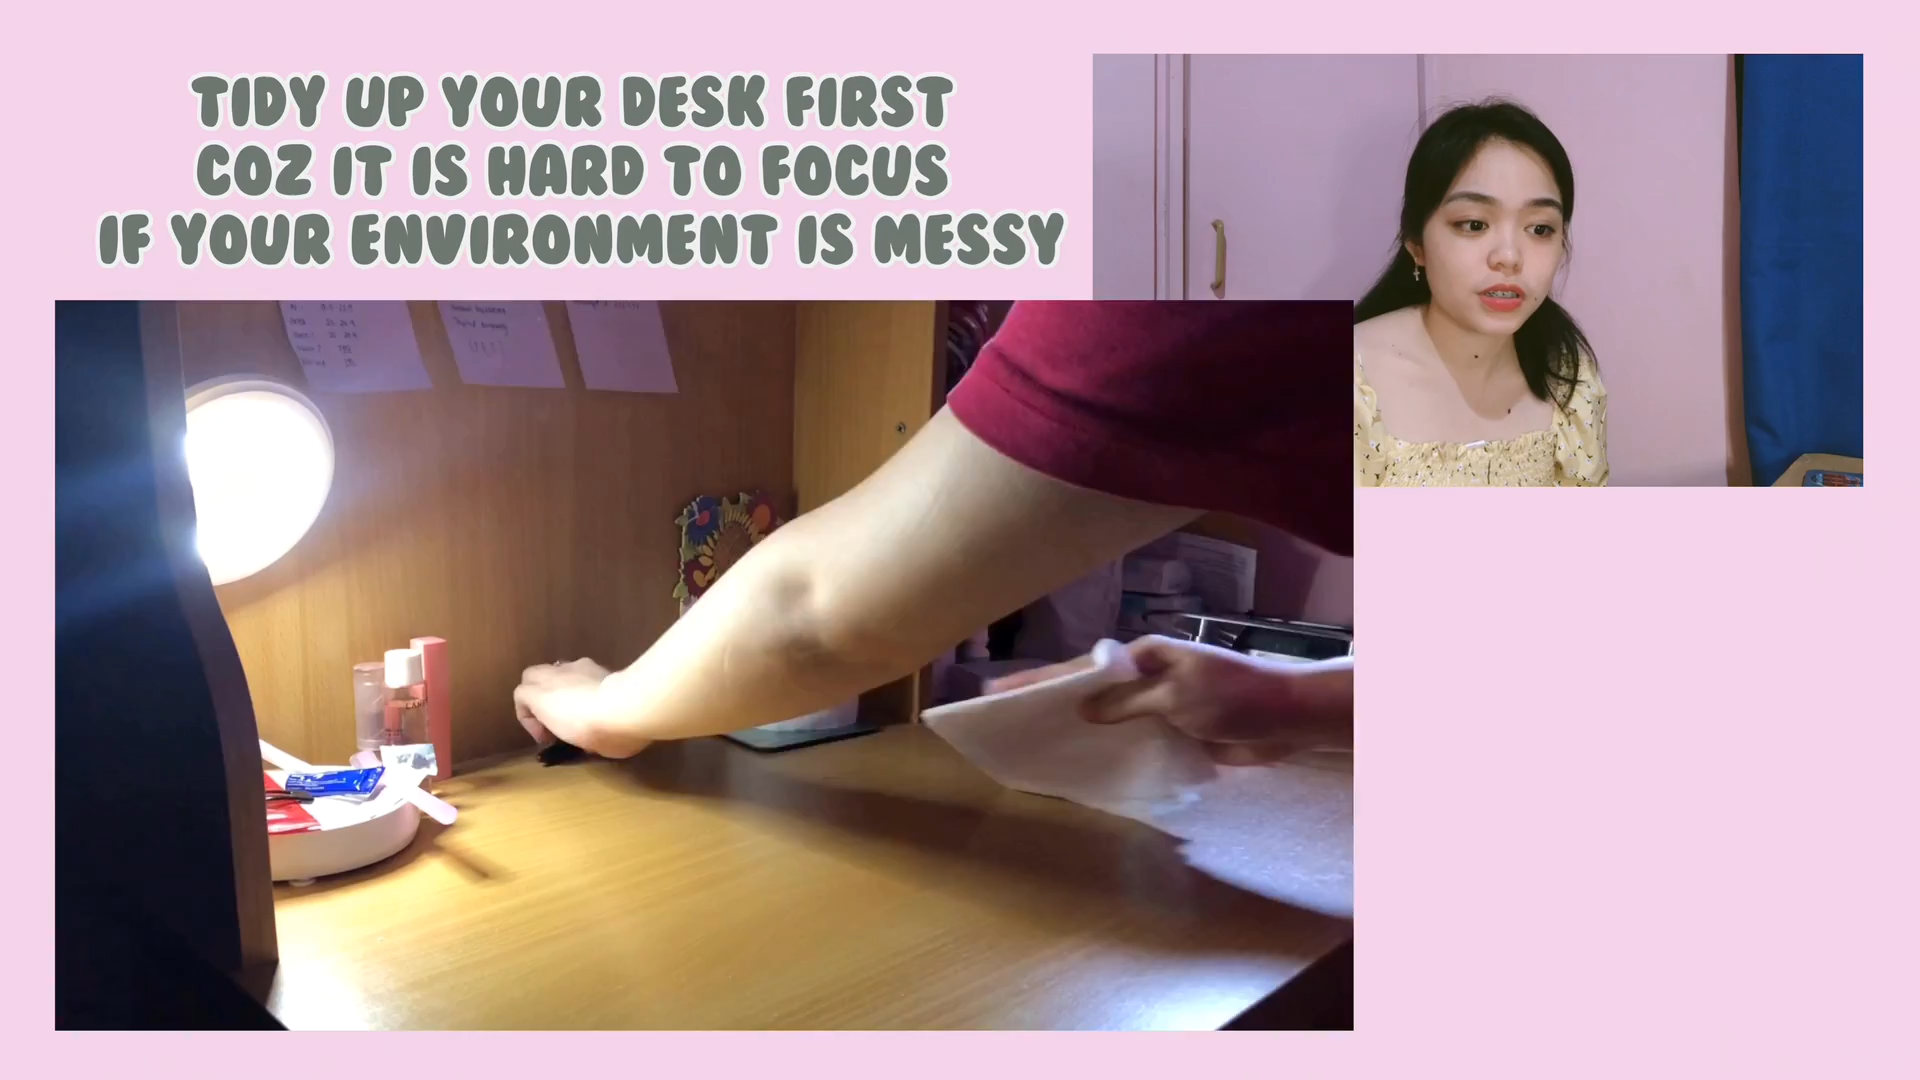 TIDY UP YOUR DESK FIRST
COZ IT IS HARD TO FOCUS
IF YOUR ENVIRONMENT IS MESSY